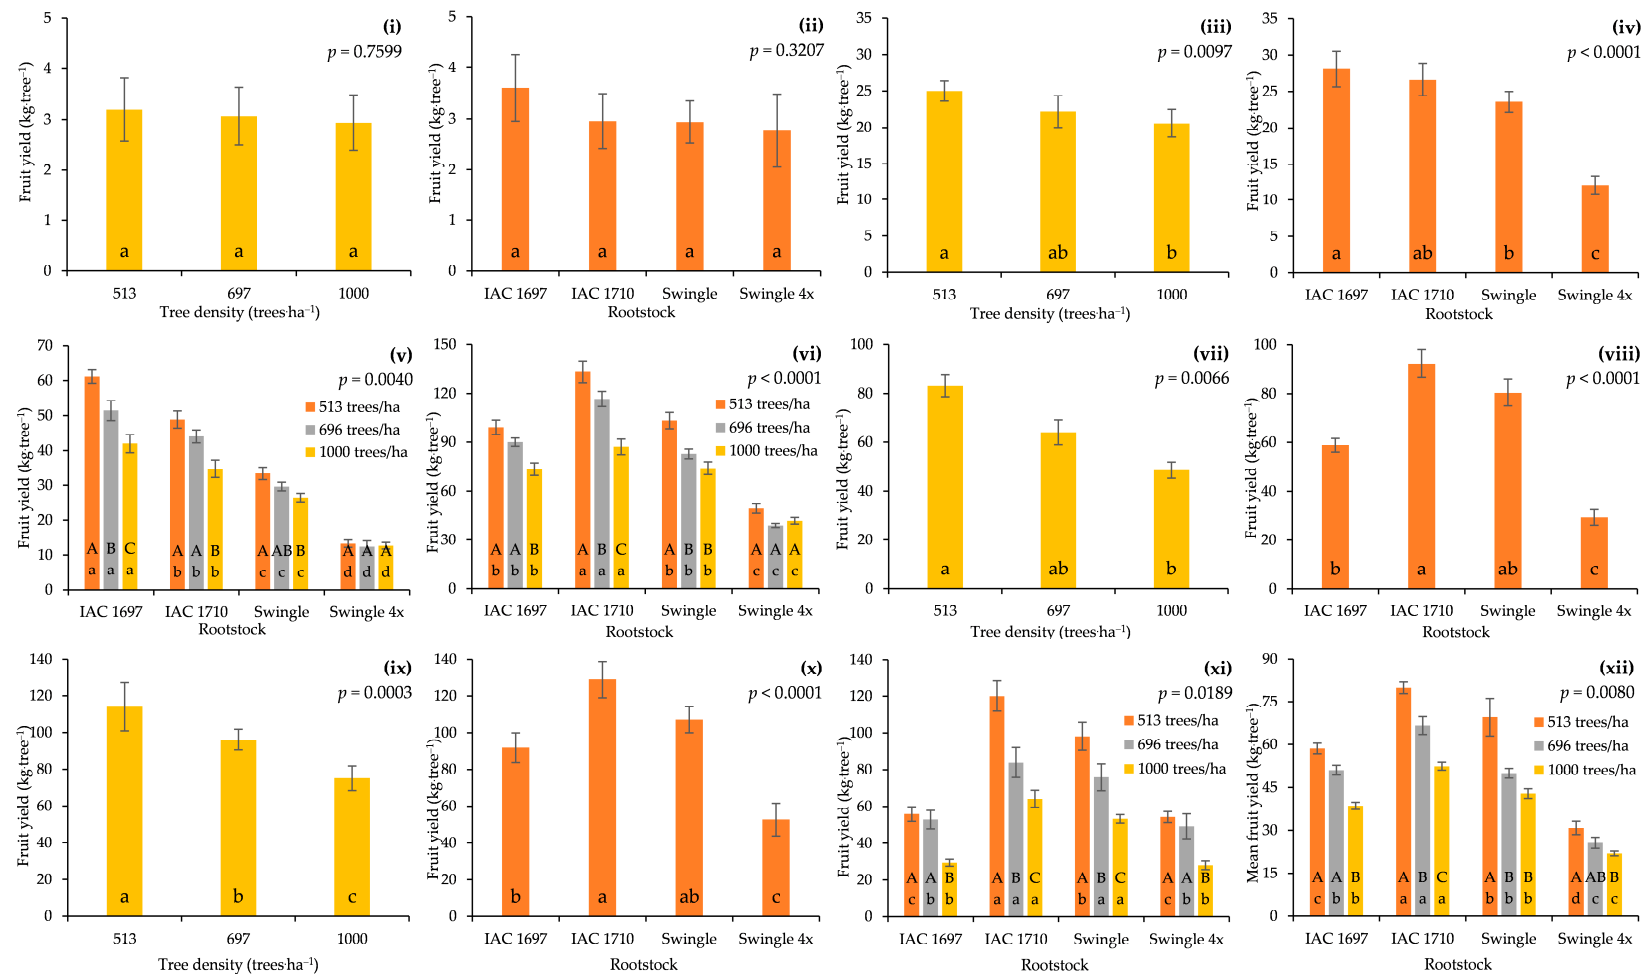 (i)
p = 0.7599
Fruit yield (kg·tree⁻¹)
5
4
3
2
1
0
a a a
513 697 1000
Tree density (trees·ha⁻¹)
(ii)
p = 0.3207
Fruit yield (kg·tree⁻¹)
5
4
3
2
1
0
a a a a
IAC 1697 IAC 1710 Swingle Swingle 4x
Rootstock
(iii)
p = 0.0097
Fruit yield (kg·tree⁻¹)
35
30
25
20
15
10
5
0
a ab b
513 697 1000
Tree density (trees·ha⁻¹)
(iv)
p < 0.0001
Fruit yield (kg·tree⁻¹)
35
30
25
20
15
10
5
0
a ab b c
IAC 1697 IAC 1710 Swingle Swingle 4x
Rootstock
(v)
p = 0.0040
513 trees/ha
696 trees/ha
1000 trees/ha
Fruit yield (kg·tree⁻¹)
70
60
50
40
30
20
10
0
A B C A A B A AB B A A A
a a a b b b c c c d d d
IAC 1697 IAC 1710 Swingle Swingle 4x
Rootstock
(vi)
p < 0.0001
513 trees/ha
696 trees/ha
1000 trees/ha
Fruit yield (kg·tree⁻¹)
150
120
90
60
30
0
A A B A B C A B B A A A
b b b a a a b b b c c c
IAC 1697 IAC 1710 Swingle Swingle 4x
Rootstock
(vii)
p = 0.0066
Fruit yield (kg·tree⁻¹)
100
80
60
40
20
0
a ab b
513 697 1000
Tree density (trees·ha⁻¹)
(viii)
p < 0.0001
Fruit yield (kg·tree⁻¹)
100
80
60
40
20
0
b a ab c
IAC 1697 IAC 1710 Swingle Swingle 4x
Rootstock
(ix)
p = 0.0003
Fruit yield (kg·tree⁻¹)
140
120
100
80
60
40
20
0
a b c
513 697 1000
Tree density (trees·ha⁻¹)
(x)
p < 0.0001
Fruit yield (kg·tree⁻¹)
140
120
100
80
60
40
20
0
b a ab c
IAC 1697 IAC 1710 Swingle Swingle 4x
Rootstock
(xi)
p = 0.0189
513 trees/ha
696 trees/ha
1000 trees/ha
Fruit yield (kg·tree⁻¹)
140
120
100
80
60
40
20
0
A A B A B C A B C A A B
c b b a a a b a a c b b
IAC 1697 IAC 1710 Swingle Swingle 4x
Rootstock
(xii)
p = 0.0080
513 trees/ha
696 trees/ha
1000 trees/ha
Mean fruit yield (kg·tree⁻¹)
90
75
60
45
30
15
0
A A B A B C A B B A AB B
c b b a a a b b b d c c
IAC 1697 IAC 1710 Swingle Swingle 4x
Rootstock